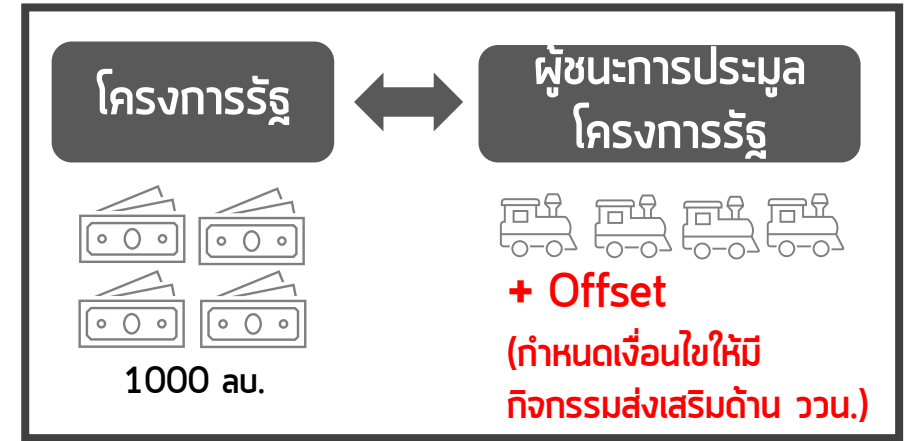 โครงการรัฐ
ผู้ชนะการประมูล
โครงการรัฐ
1000 ลบ.
+ Offset
(กำหนดเงื่อนไขให้มี
กิจกรรมส่งเสริมด้าน ววน.)